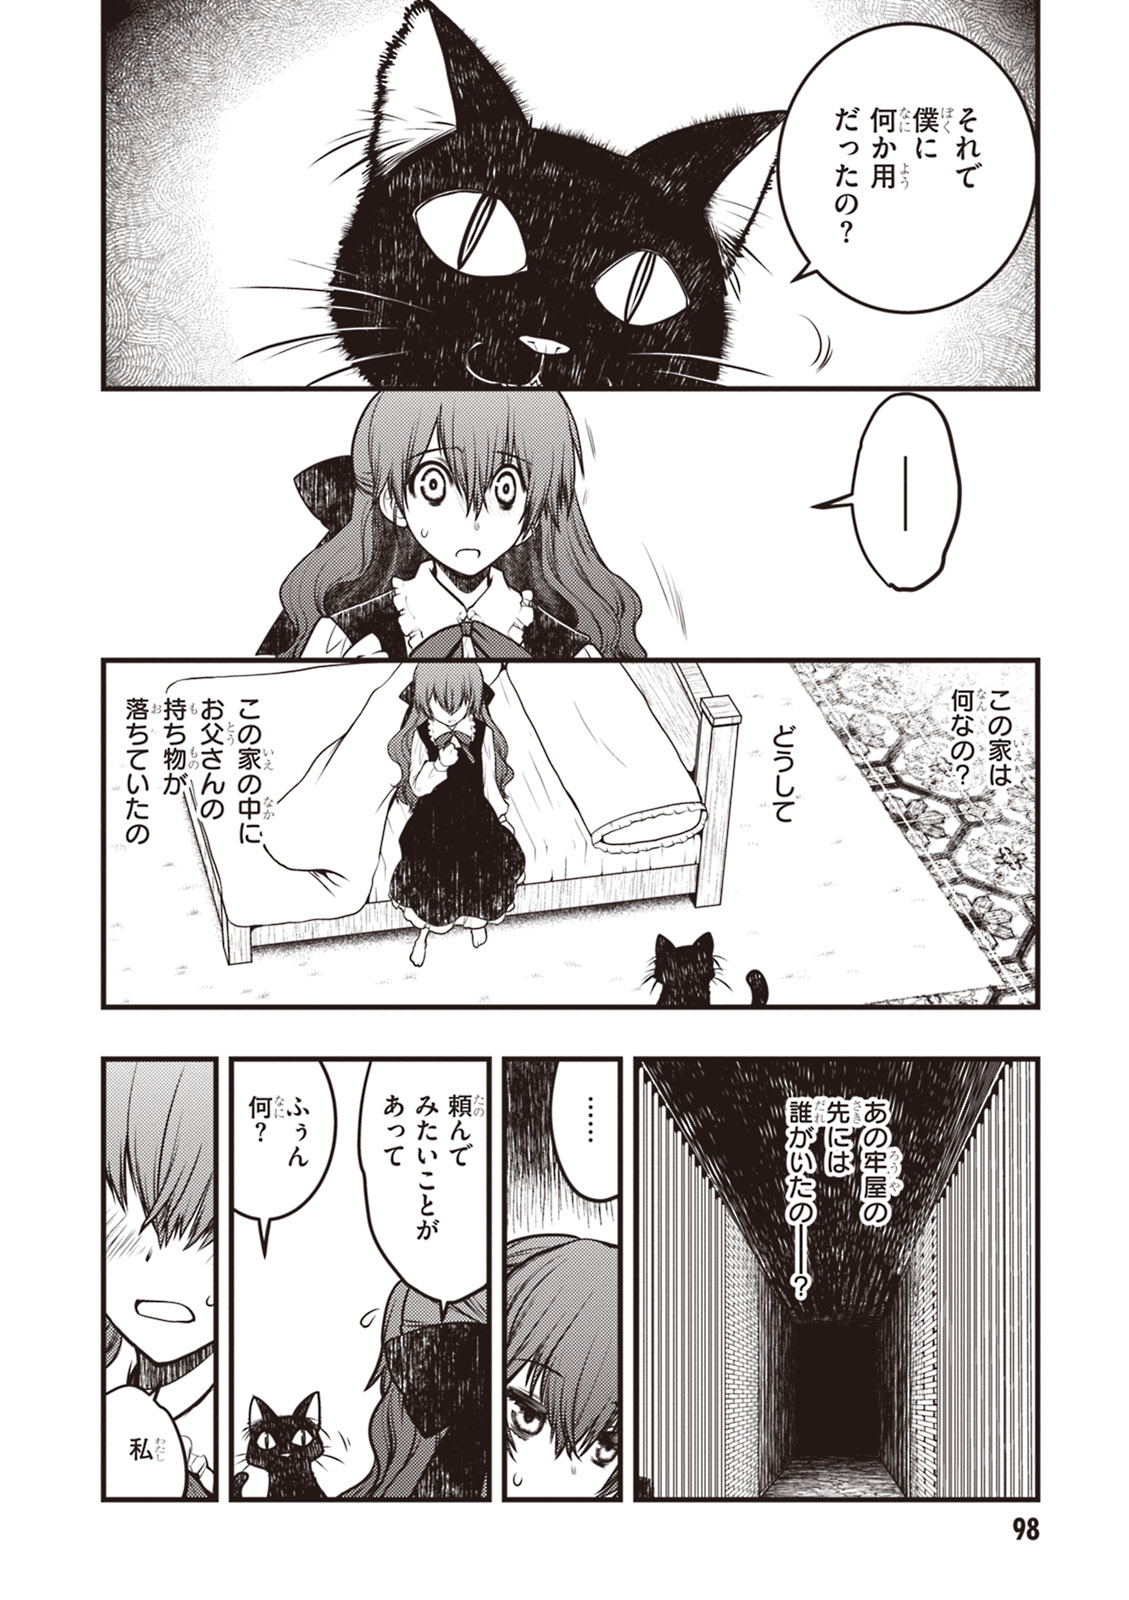 それで
僕に
何か用
だったの?
―
この家は
何なの?
どうして
この家の中に
お父さんの
持ち物が
落ちていたの
あの牢屋の
先には
誰がいたの――?
……
頼んで
みたいことが
あって
ふぅん
何?
私
98